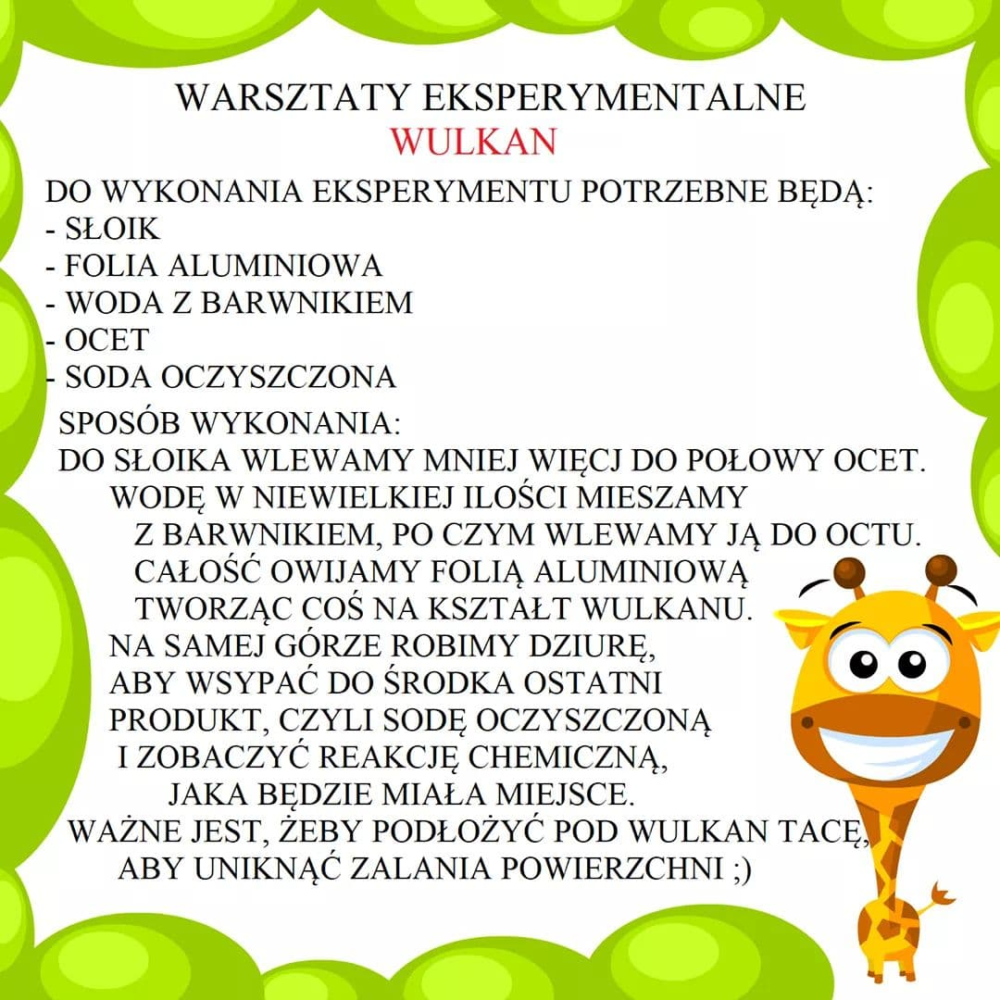 WARSZTATY EKSPERYMENTALNE
WULKAN
DO WYKONANIA EKSPERYMENTU POTRZEBNE BĘDĄ:
- SŁOIK
- FOLIA ALUMINIOWA
- WODA Z BARWNIKIEM
- OCET
- SODA OCZYSZCZONA
SPOSÓB WYKONANIA:
DO SŁOIKA WLEWAMY MNIEJ WIĘCJ DO POŁOWY OCET.
WODĘ W NIEWIELKIEJ ILOŚCI MIESZAMY
Z BARWNIKIEM, PO CZYM WLEWAMY JĄ DO OCTU.
CAŁOŚĆ OWIJAMY FOLIĄ ALUMINIOWĄ
TWORZĄC COŚ NA KSZTAŁT WULKANU.
NA SAMEJ GÓRZE ROBIMY DZIURĘ,
ABY WSYPAĆ DO ŚRODKA OSTATNI
PRODUKT, CZYLI SODĘ OCZYSZCZONĄ
I ZOBACZYĆ REAKCJĘ CHEMICZNĄ,
JAKA BĘDZIE MIAŁA MIEJSCE.
WAŻNE JEST, ŻEBY PODŁOŻYĆ POD WULKAN TACĘ,
ABY UNIKNĄĆ ZALANIA POWIERZCHNI ;)